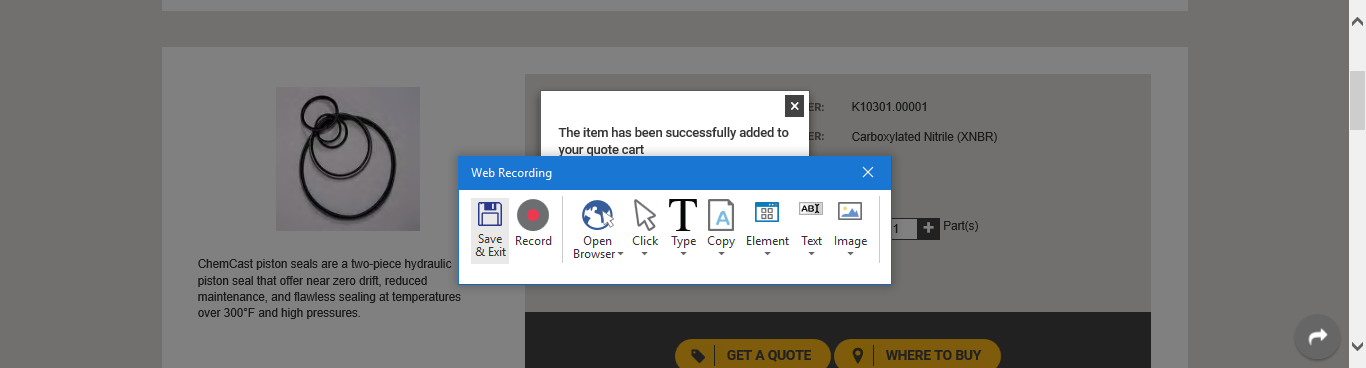 ER: K10301.00001
The item has been successfully added to
your quote cart
ER: Carboxylated Nitrile (XNBR)
Web Recording
Save
& Exit
Record
Open
Browser
Click
Type
Copy
Element
Text
Image
1 + Part(s)
ChemCast piston seals are a two-piece hydraulic
piston seal that offer near zero drift, reduced
maintenance, and flawless sealing at temperatures
over 300°F and high pressures.
GET A QUOTE
WHERE TO BUY